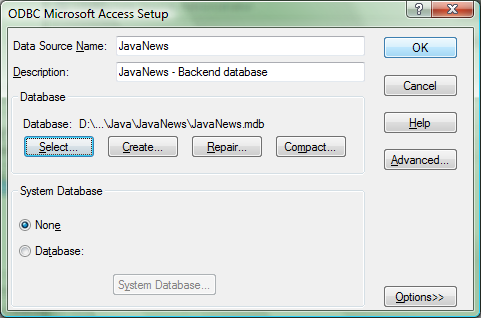 ODBC Microsoft Access Setup
Data Source Name: JavaNews OK
Description: JavaNews - Backend database
Cancel
Database
Database: D:\...\Java\JavaNews\JavaNews.mdb Help
Select... Create... Repair... Compact... Advanced...
System Database
None
Database:
System Database...
Options>>